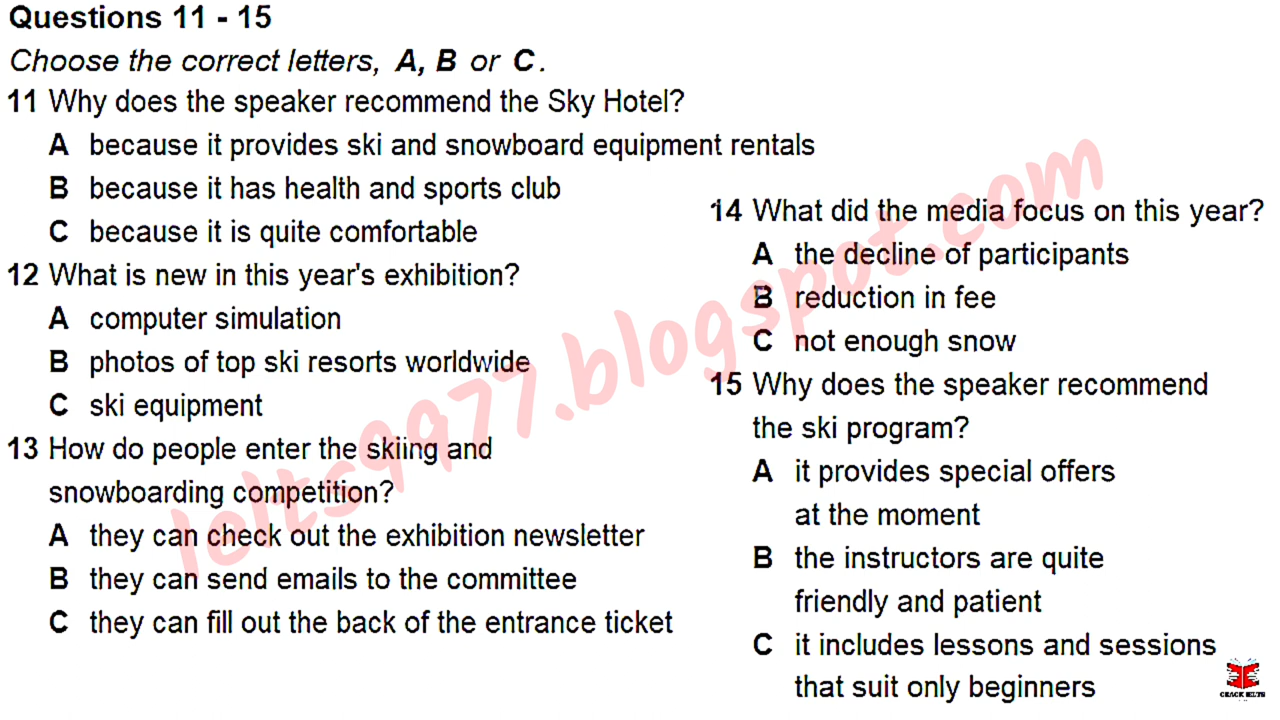 Questions 11 - 15
Choose the correct letters, A, B or C.
11 Why does the speaker recommend the Sky Hotel?
A because it provides ski and snowboard equipment rentals
B because it has health and sports club
C because it is quite comfortable
12 What is new in this year's exhibition?
A computer simulation
B photos of top ski resorts worldwide
C ski equipment
13 How do people enter the skiing and
snowboarding competition?
A they can check out the exhibition newsletter
B they can send emails to the committee
C they can fill out the back of the entrance ticket
14 What did the media focus on this year?
A the decline of participants
B reduction in fee
C not enough snow
15 Why does the speaker recommend
the ski program?
A it provides special offers
at the moment
B the instructors are quite
friendly and patient
C it includes lessons and sessions
that suit only beginners
Ielts9977.blogspot.com
CRACK IELTS